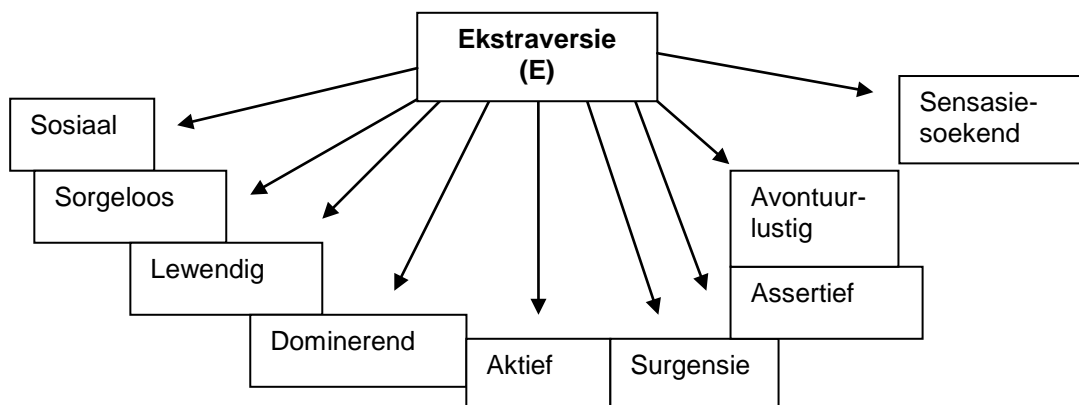 Ekstraversie
(E)
Sosiaal
Sorgeloos
Lewendig
Dominerend
Aktief
Surgensie
Assertief
Avontuur-
lustig
Sensasie-
soekend